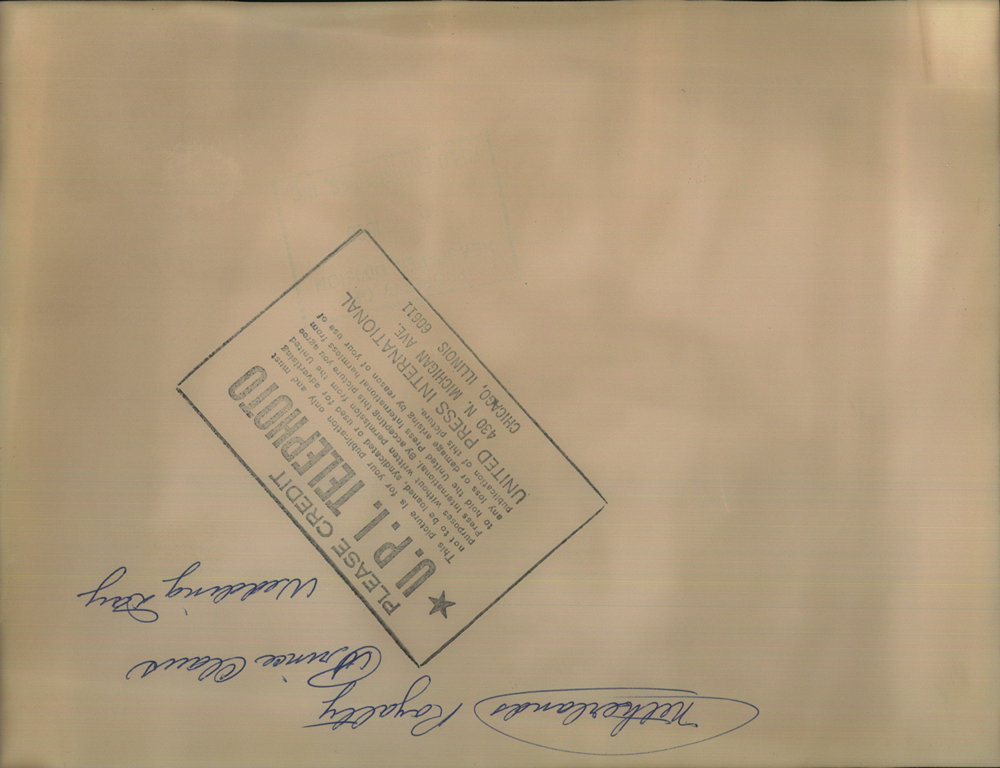 Netherlands Royalty
Prince Claus
Wedding Day
PLEASE CREDIT
★ U.P.I. TELEPHOTO
This picture is for your publication only and must
not to be loaned, syndicated or used for advertising
purposes without written permission from the United
Press International. By accepting this picture you agree
to hold the United Press International harmless from
any loss or damage arising by reason of your use of
publication of this picture.
UNITED PRESS INTERNATIONAL
430 N. MICHIGAN AVE.
CHICAGO, ILLINOIS 60611